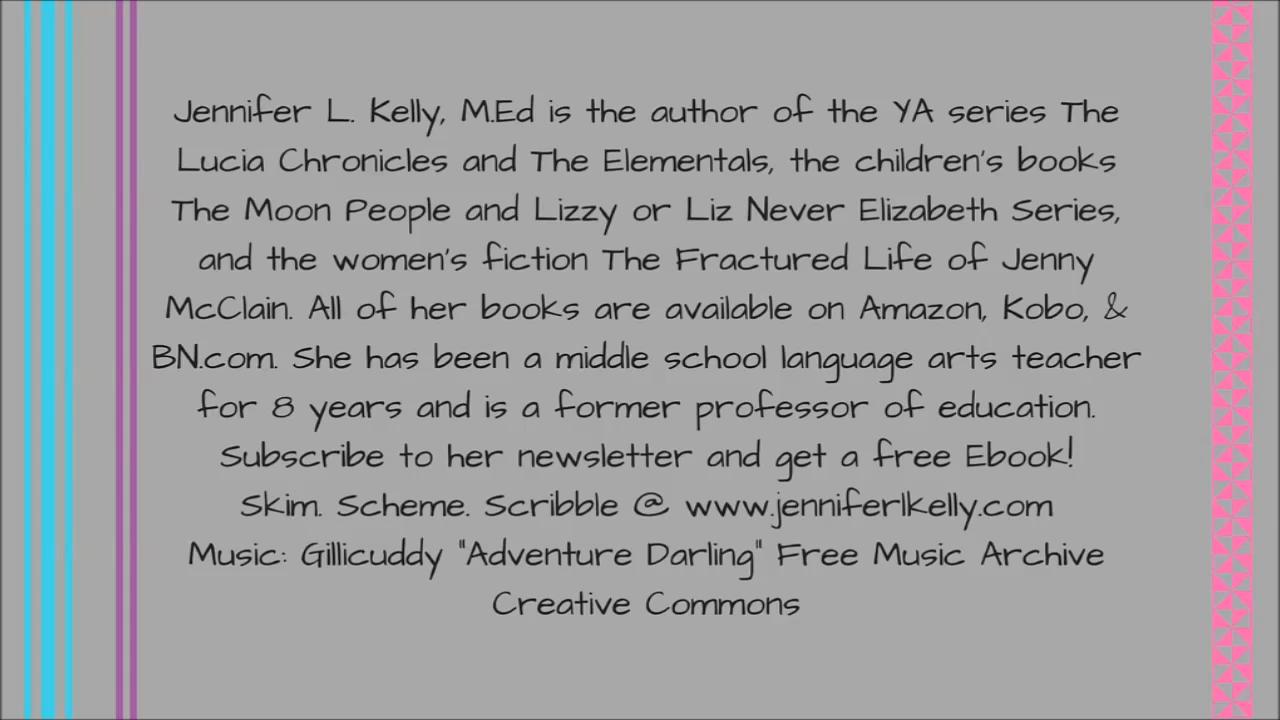 Jennifer L. Kelly, M.Ed is the author of the YA series The
Lucia Chronicles and The Elementals, the children's books
The Moon People and Lizzy or Liz Never Elizabeth Series,
and the women's fiction The Fractured Life of Jenny
McClain. All of her books are available on Amazon, Kobo, &
BN.com. She has been a middle school language arts teacher
for 8 years and is a former professor of education.
Subscribe to her newsletter and get a free Ebook!
Skim. Scheme. Scribble @ www.jenniferlkelly.com
Music: Gillicuddy "Adventure Darling" Free Music Archive
Creative Commons